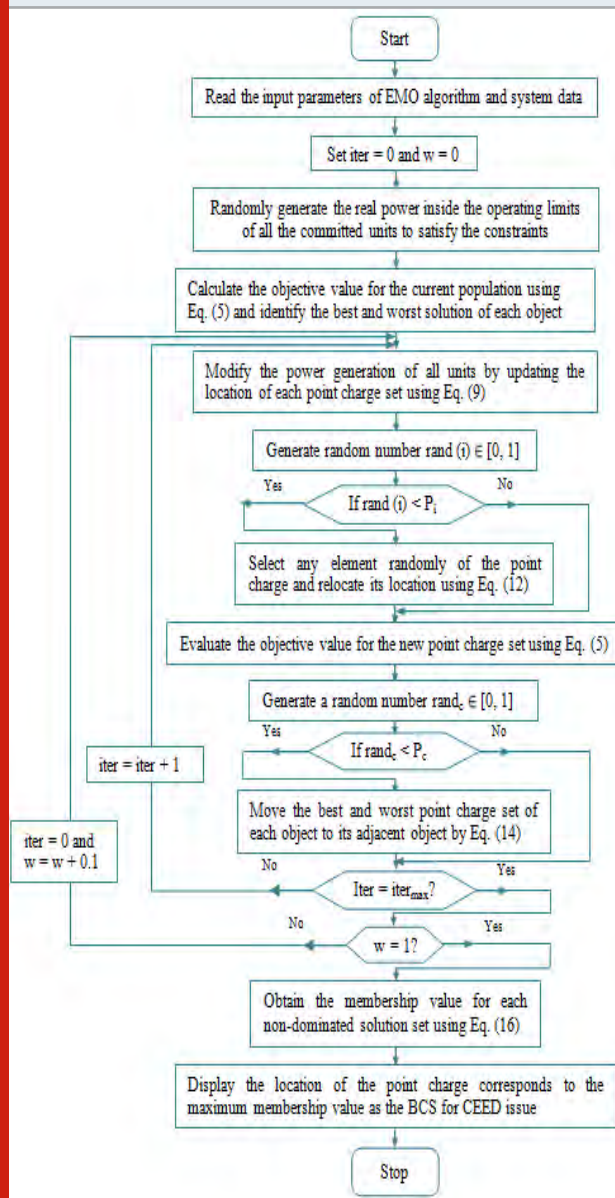 Start
Read the input parameters of EMO algorithm and system data
Set iter = 0 and w = 0
Randomly generate the real power inside the operating limits
of all the committed units to satisfy the constraints
Calculate the objective value for the current population using
Eq. (5) and identify the best and worst solution of each object
Modify the power generation of all units by updating the
location of each point charge set using Eq. (9)
Generate random number rand (i) ∈ [0, 1]
Yes
If rand (i) < Pᵢ
No
Select any element randomly of the point
charge and relocate its location using Eq. (12)
Evaluate the objective value for the new point charge set using Eq. (5)
Generate a random number rand꜀ ∈ [0, 1]
Yes
If rand꜀ < P꜀
No
iter = iter + 1
Move the best and worst point charge set of
each object to its adjacent object by Eq. (14)
iter = 0 and
w = w + 0.1
No
Iter = iterₘₐₓ?
Yes
No
w = 1?
Yes
Obtain the membership value for each
non-dominated solution set using Eq. (16)
Display the location of the point charge corresponds to the
maximum membership value as the BCS for CEED issue
Stop